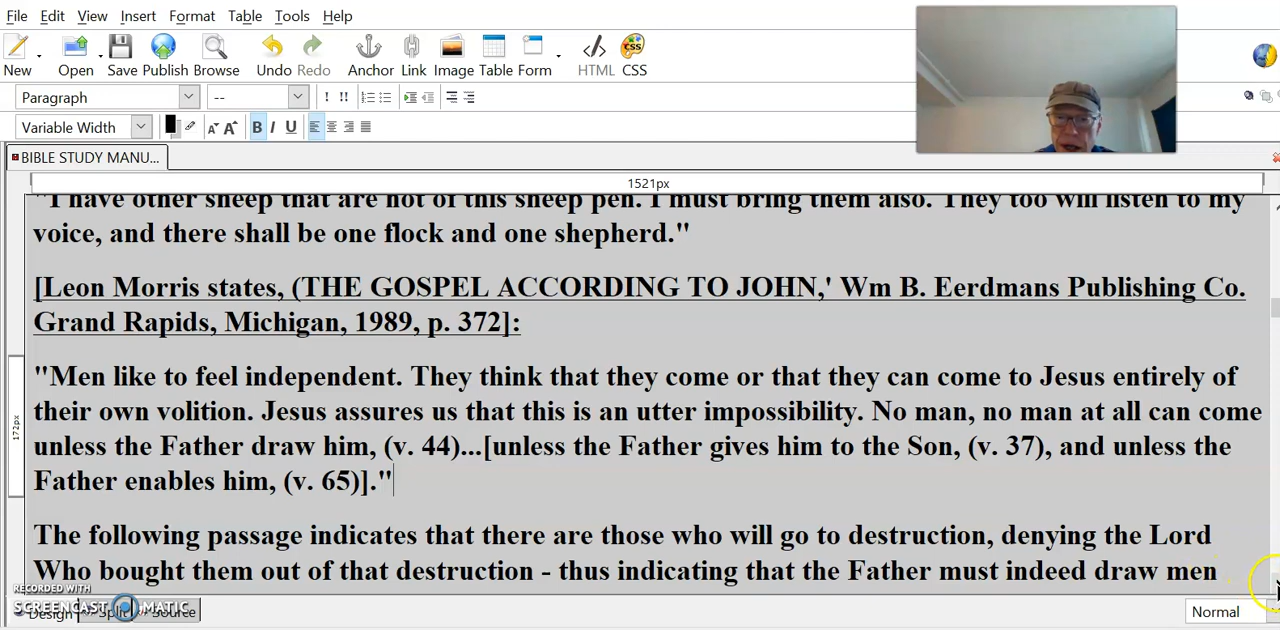 File Edit View Insert Format Table Tools Help
New Open Save Publish Browse Undo Redo Anchor Link Image Table Form HTML CSS
Paragraph -- ! !!
Variable Width A A B I U
BIBLE STUDY MANU...
1521px
"I have other sheep that are not of this sheep pen. I must bring them also. They too will listen to my
voice, and there shall be one flock and one shepherd."
[Leon Morris states, (THE GOSPEL ACCORDING TO JOHN,' Wm B. Eerdmans Publishing Co.
Grand Rapids, Michigan, 1989, p. 372]:
"Men like to feel independent. They think that they come or that they can come to Jesus entirely of
their own volition. Jesus assures us that this is an utter impossibility. No man, no man at all can come
unless the Father draw him, (v. 44)...[unless the Father gives him to the Son, (v. 37), and unless the
172px
Father enables him, (v. 65)]."
The following passage indicates that there are those who will go to destruction, denying the Lord
Who bought them out of that destruction - thus indicating that the Father must indeed draw men
RECORDED WITH
SCREENCAST MATIC
Design Split Source
Normal